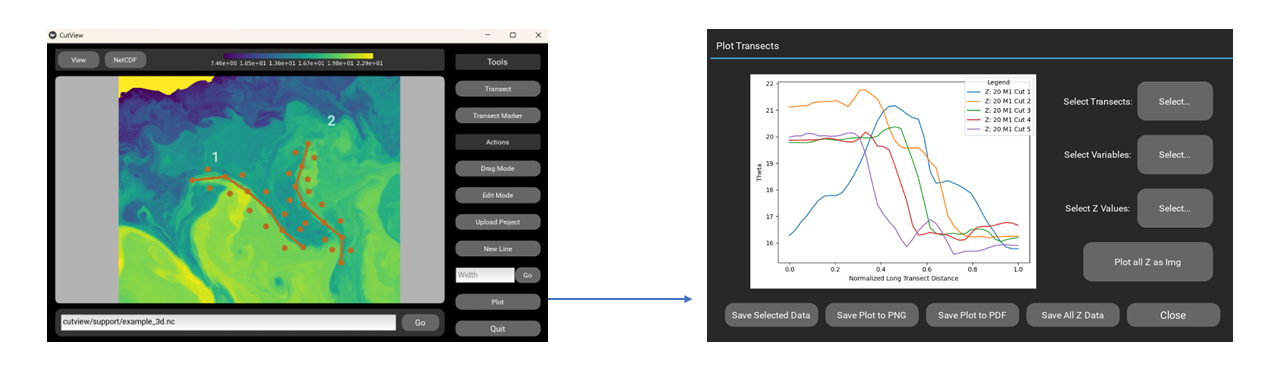 CutView
View
NetCDF
7.46e+00 1.05e+01 1.36e+01 1.67e+01 1.98e+01 2.29e+01
Tools
Transect
Transect Marker
Actions
Drag Mode
Edit Mode
Upload Project
New Line
Width
Go
Plot
Quit
1
2
cutview/support/example_3d.nc
Go
Plot Transects
Legend
Z: 20 M1 Cut 1
Z: 20 M1 Cut 2
Z: 20 M1 Cut 3
Z: 20 M1 Cut 4
Z: 20 M1 Cut 5
22
21
20
19
18
17
16
Theta
0.0 0.2 0.4 0.6 0.8 1.0
Normalized Long Transect Distance
Select Transects:
Select...
Select Variables:
Select...
Select Z Values:
Select...
Plot all Z as Img
Save Selected Data
Save Plot to PNG
Save Plot to PDF
Save All Z Data
Close